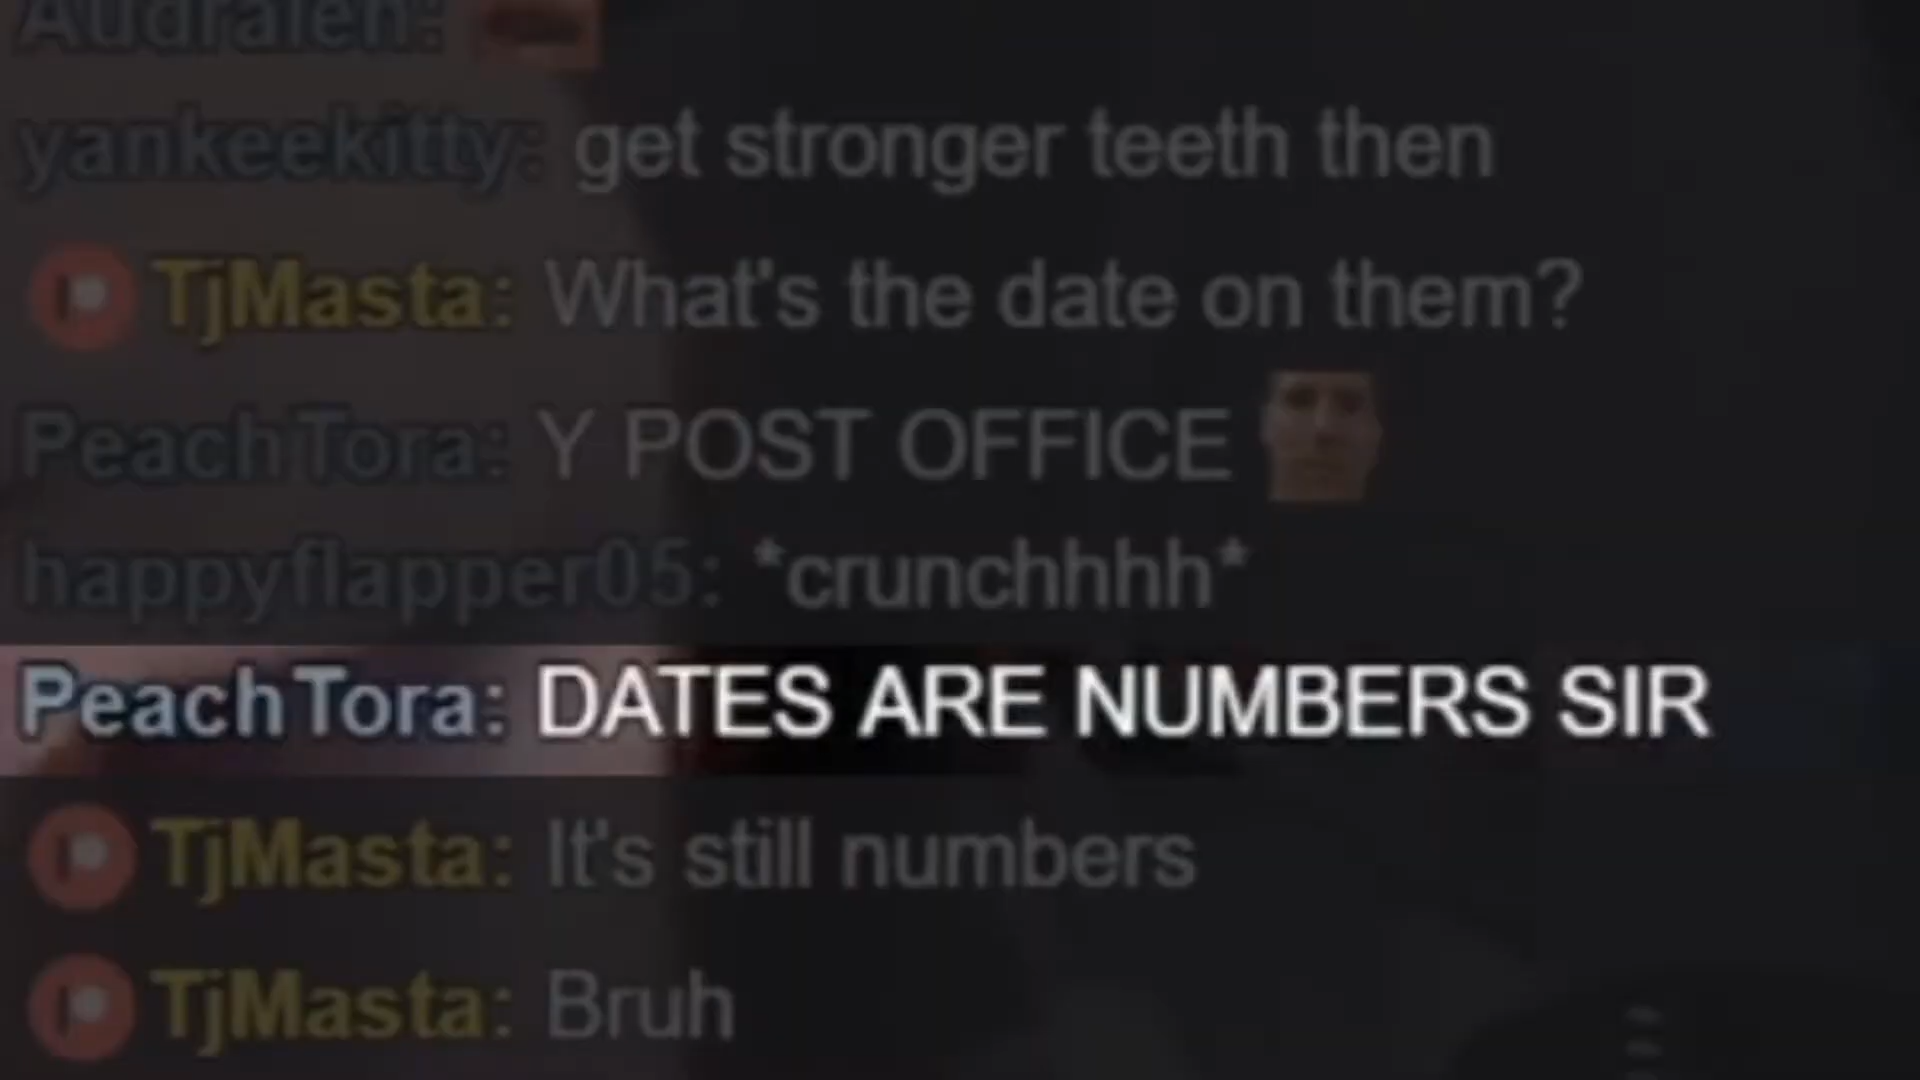 Audralen:
yankeekitty: get stronger teeth then
TjMasta: What's the date on them?
PeachTora: Y POST OFFICE
happyflapper05: *crunchhhh*
PeachTora: DATES ARE NUMBERS SIR
TjMasta: It's still numbers
TjMasta: Bruh